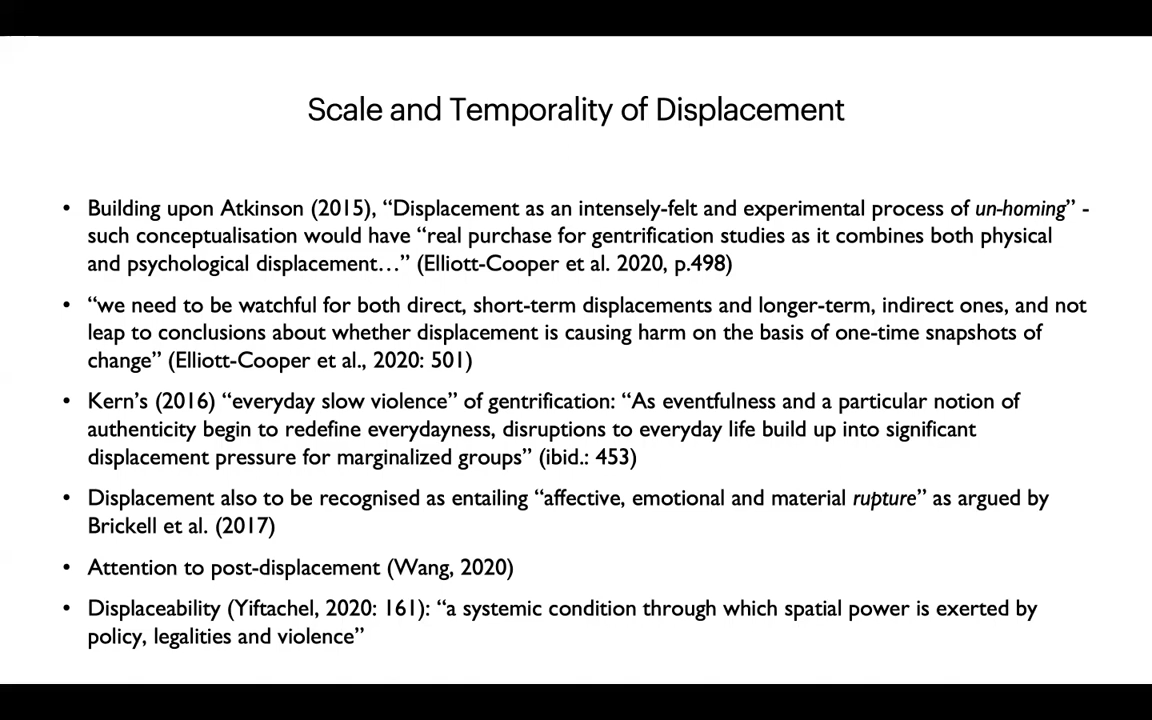 Scale and Temporality of Displacement
• Building upon Atkinson (2015), “Displacement as an intensely-felt and experimental process of un-homing” -
such conceptualisation would have “real purchase for gentrification studies as it combines both physical
and psychological displacement…” (Elliott-Cooper et al. 2020, p.498)
• “we need to be watchful for both direct, short-term displacements and longer-term, indirect ones, and not
leap to conclusions about whether displacement is causing harm on the basis of one-time snapshots of
change” (Elliott-Cooper et al., 2020: 501)
• Kern’s (2016) “everyday slow violence” of gentrification: “As eventfulness and a particular notion of
authenticity begin to redefine everydayness, disruptions to everyday life build up into significant
displacement pressure for marginalized groups” (ibid.: 453)
• Displacement also to be recognised as entailing “affective, emotional and material rupture” as argued by
Brickell et al. (2017)
• Attention to post-displacement (Wang, 2020)
• Displaceability (Yiftachel, 2020: 161): “a systemic condition through which spatial power is exerted by
policy, legalities and violence”